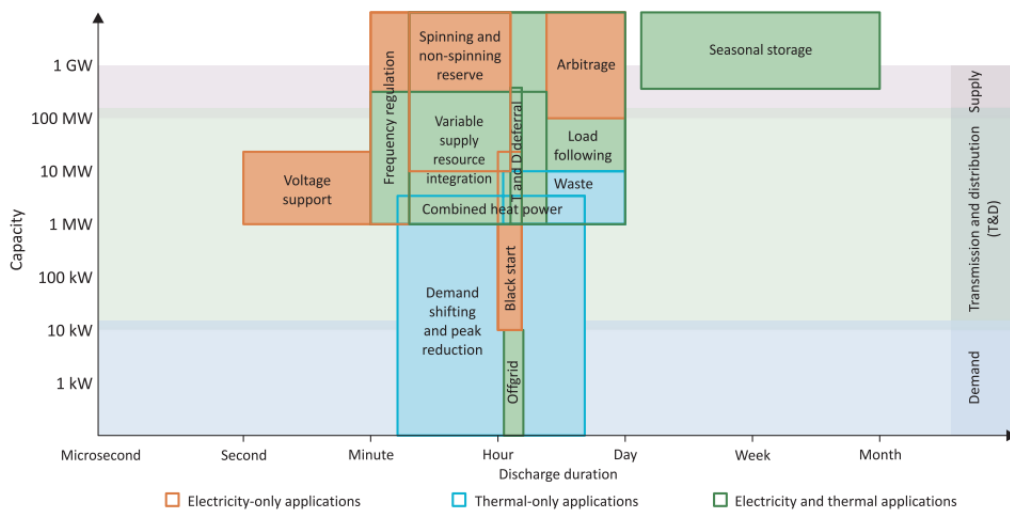 Capacity
1 GW
100 MW
10 MW
1 MW
100 kW
10 kW
1 kW
Voltage
support
Frequency regulation
Spinning and
non-spinning
reserve
Variable
supply
resource
integration
T and D deferral
Arbitrage
Load
following
Waste
Combined heat power
Demand
shifting
and peak
reduction
Black start
Offgrid
Seasonal storage
Supply
Transmission and distribution
(T&D)
Demand
Microsecond
Second
Minute
Hour
Day
Week
Month
Discharge duration
Electricity-only applications
Thermal-only applications
Electricity and thermal applications